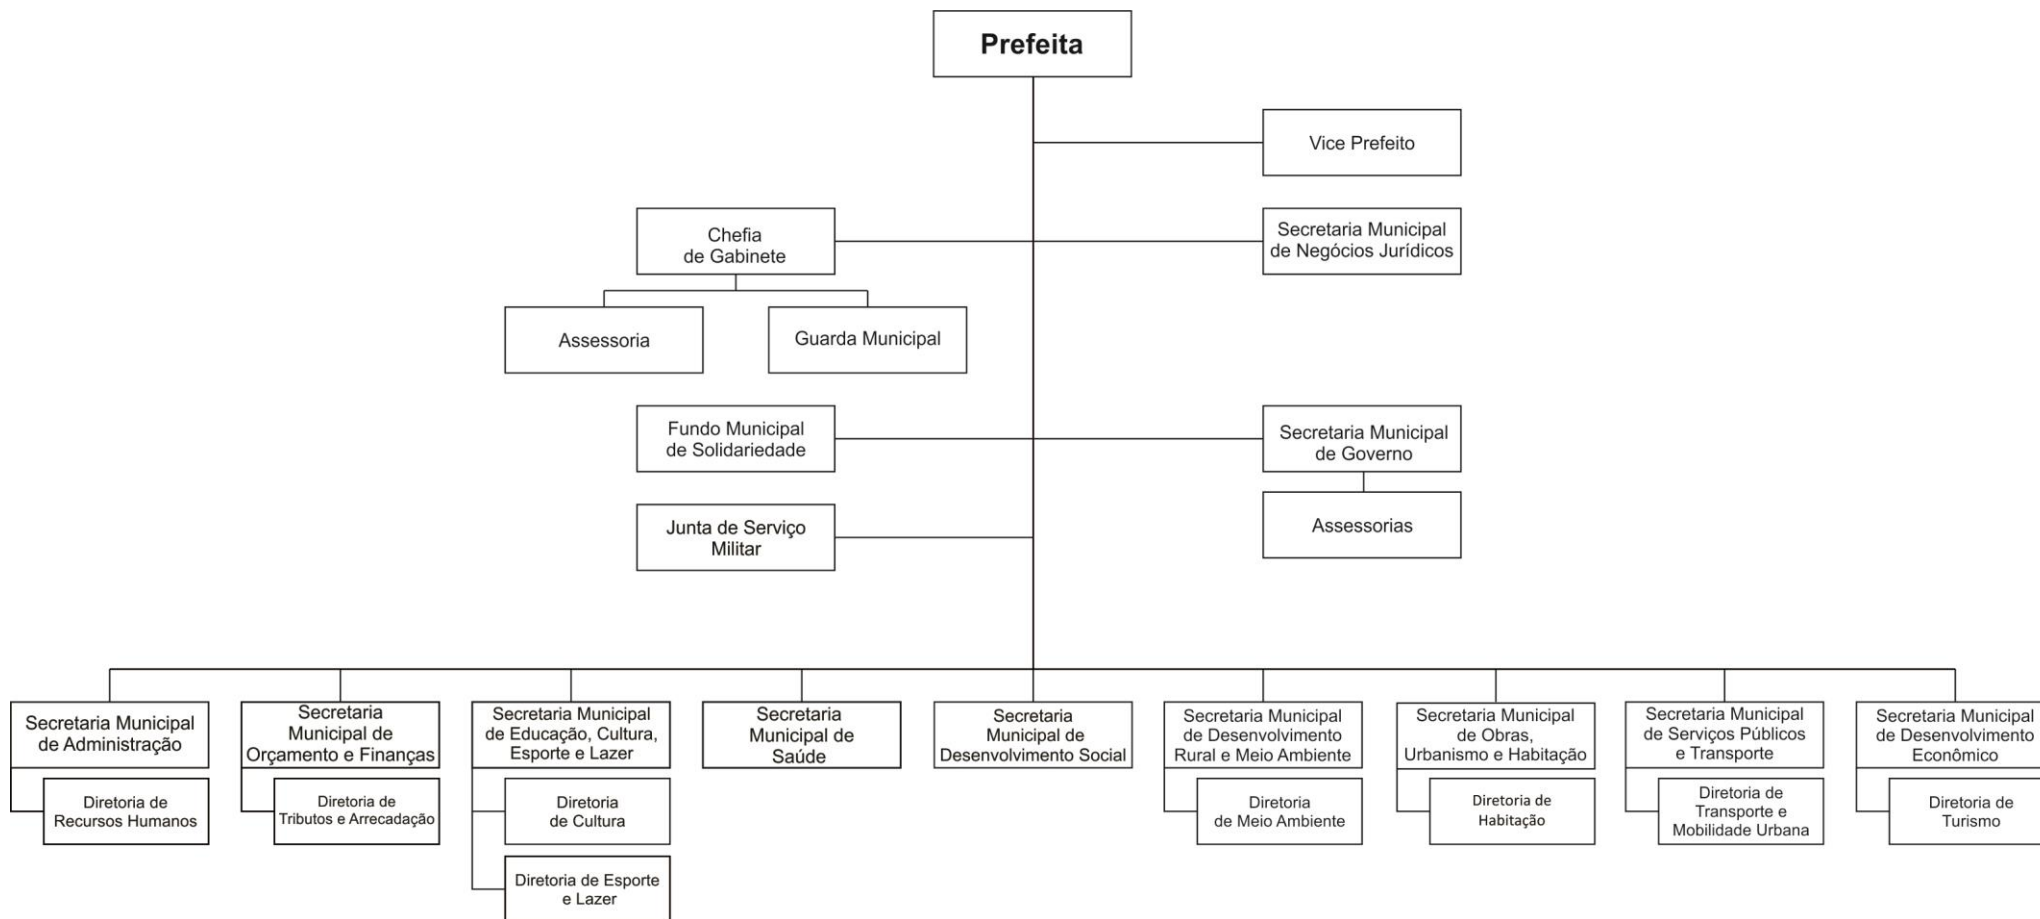 Prefeita
Vice Prefeito
Chefia
de Gabinete
Secretaria Municipal
de Negócios Jurídicos
Assessoria
Guarda Municipal
Fundo Municipal
de Solidariedade
Secretaria Municipal
de Governo
Junta de Serviço
Militar
Assessorias
Secretaria Municipal
de Administração
Secretaria
Municipal de
Orçamento e Finanças
Secretaria Municipal
de Educação, Cultura,
Esporte e Lazer
Secretaria
Municipal de
Saúde
Secretaria
Municipal de
Desenvolvimento Social
Secretaria Municipal
de Desenvolvimento
Rural e Meio Ambiente
Secretaria Municipal
de Obras,
Urbanismo e Habitação
Secretaria Municipal
de Serviços Públicos
e Transporte
Secretaria Municipal
de Desenvolvimento
Econômico
Diretoria de
Recursos Humanos
Diretoria de
Tributos e Arrecadação
Diretoria
de Cultura
Diretoria
de Meio Ambiente
Diretoria de
Habitação
Diretoria de
Transporte e
Mobilidade Urbana
Diretoria de
Turismo
Diretoria de Esporte
e Lazer